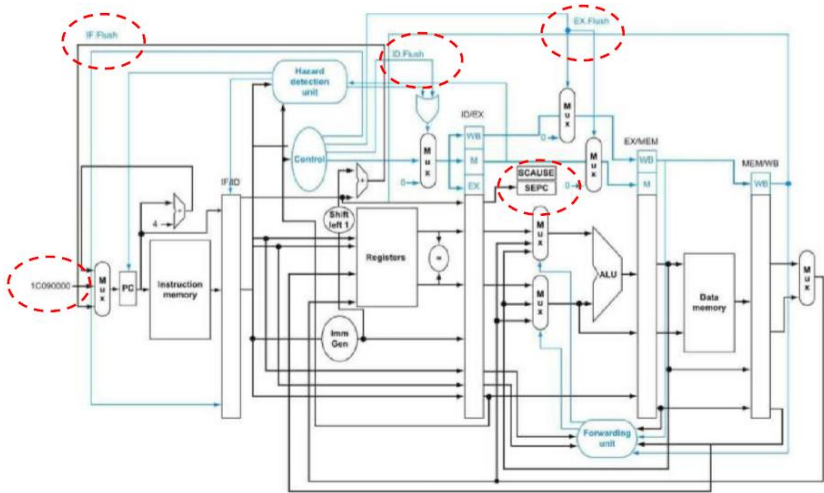 IF.Flush
EX.Flush
ID.Flush
Hazard
detection
unit
ID/EX
M
u
x
WB
0
Control
M
u
x
M
EX/MEM
IF/ID
0
EX
SCAUSE
SEPC
0
M
u
x
WB
M
MEM/WB
WB
4
+
+
Shift
left 1
M
u
x
1C090000
M
u
x
PC
Instruction
memory
Registers
=
ALU
M
u
x
Data
memory
M
u
x
Imm
Gen
Forwarding
unit